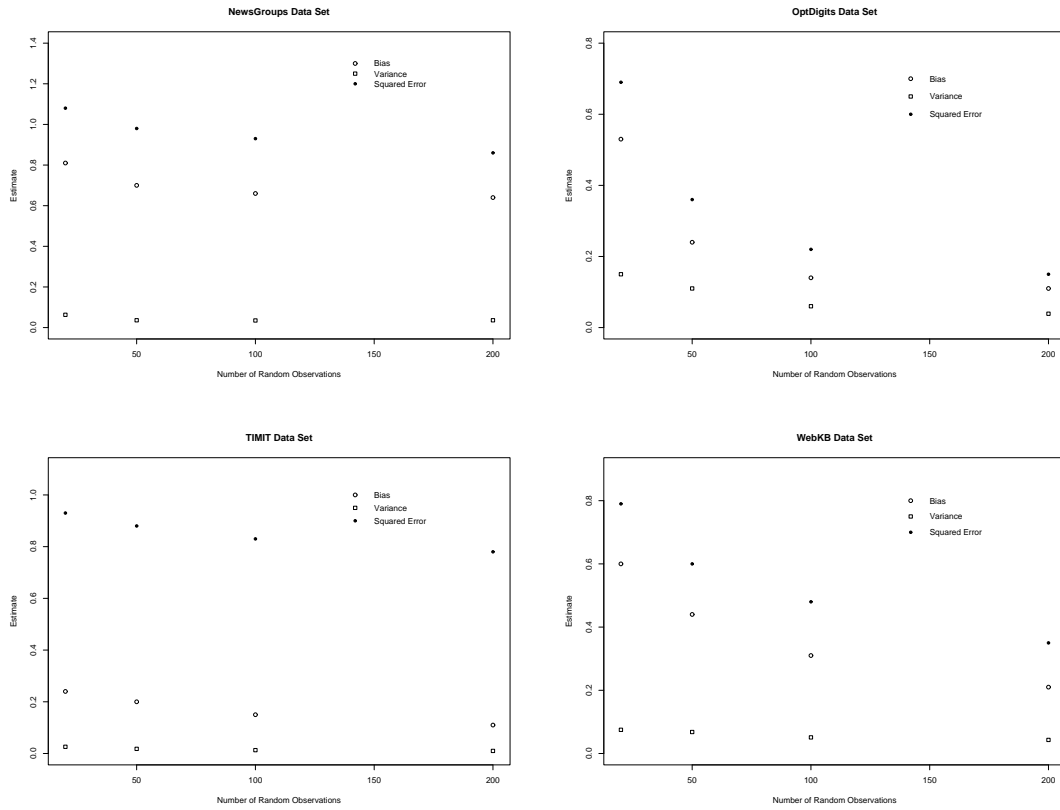 NewsGroups Data Set
1.4
1.2
1.0
0.8
0.6
0.4
0.2
0.0
Estimate
Bias
Variance
Squared Error
50
100
150
200
Number of Random Observations
OptDigits Data Set
0.8
0.6
0.4
0.2
0.0
Estimate
Bias
Variance
Squared Error
50
100
150
200
Number of Random Observations
TIMIT Data Set
1.0
0.8
0.6
0.4
0.2
0.0
Estimate
Bias
Variance
Squared Error
50
100
150
200
Number of Random Observations
WebKB Data Set
0.8
0.6
0.4
0.2
0.0
Estimate
Bias
Variance
Squared Error
50
100
150
200
Number of Random Observations